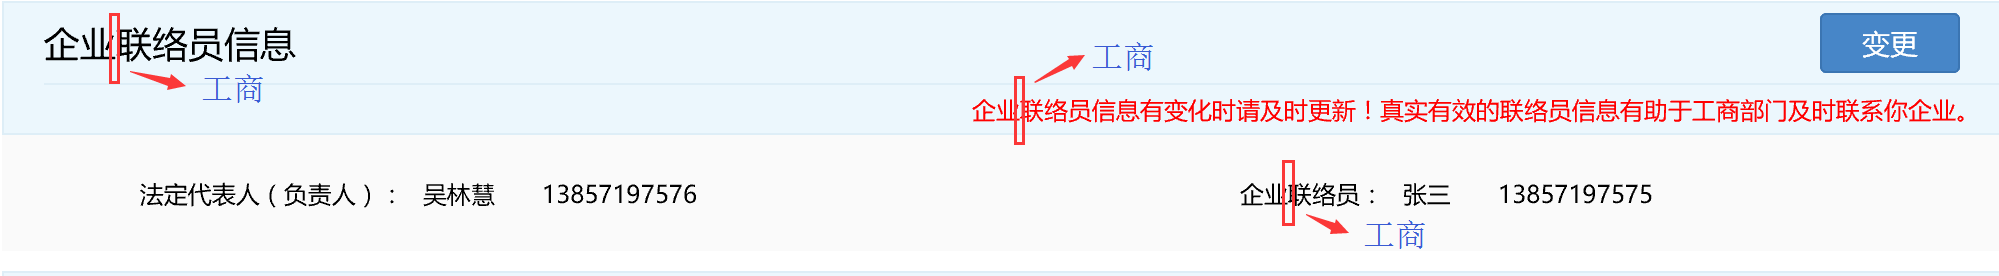 企业联络员信息
变更
工商
工商
企业联络员信息有变化时请及时更新！真实有效的联络员信息有助于工商部门及时联系你企业。
法定代表人（负责人）： 吴林慧 13857197576
企业联络员： 张三 13857197575
工商